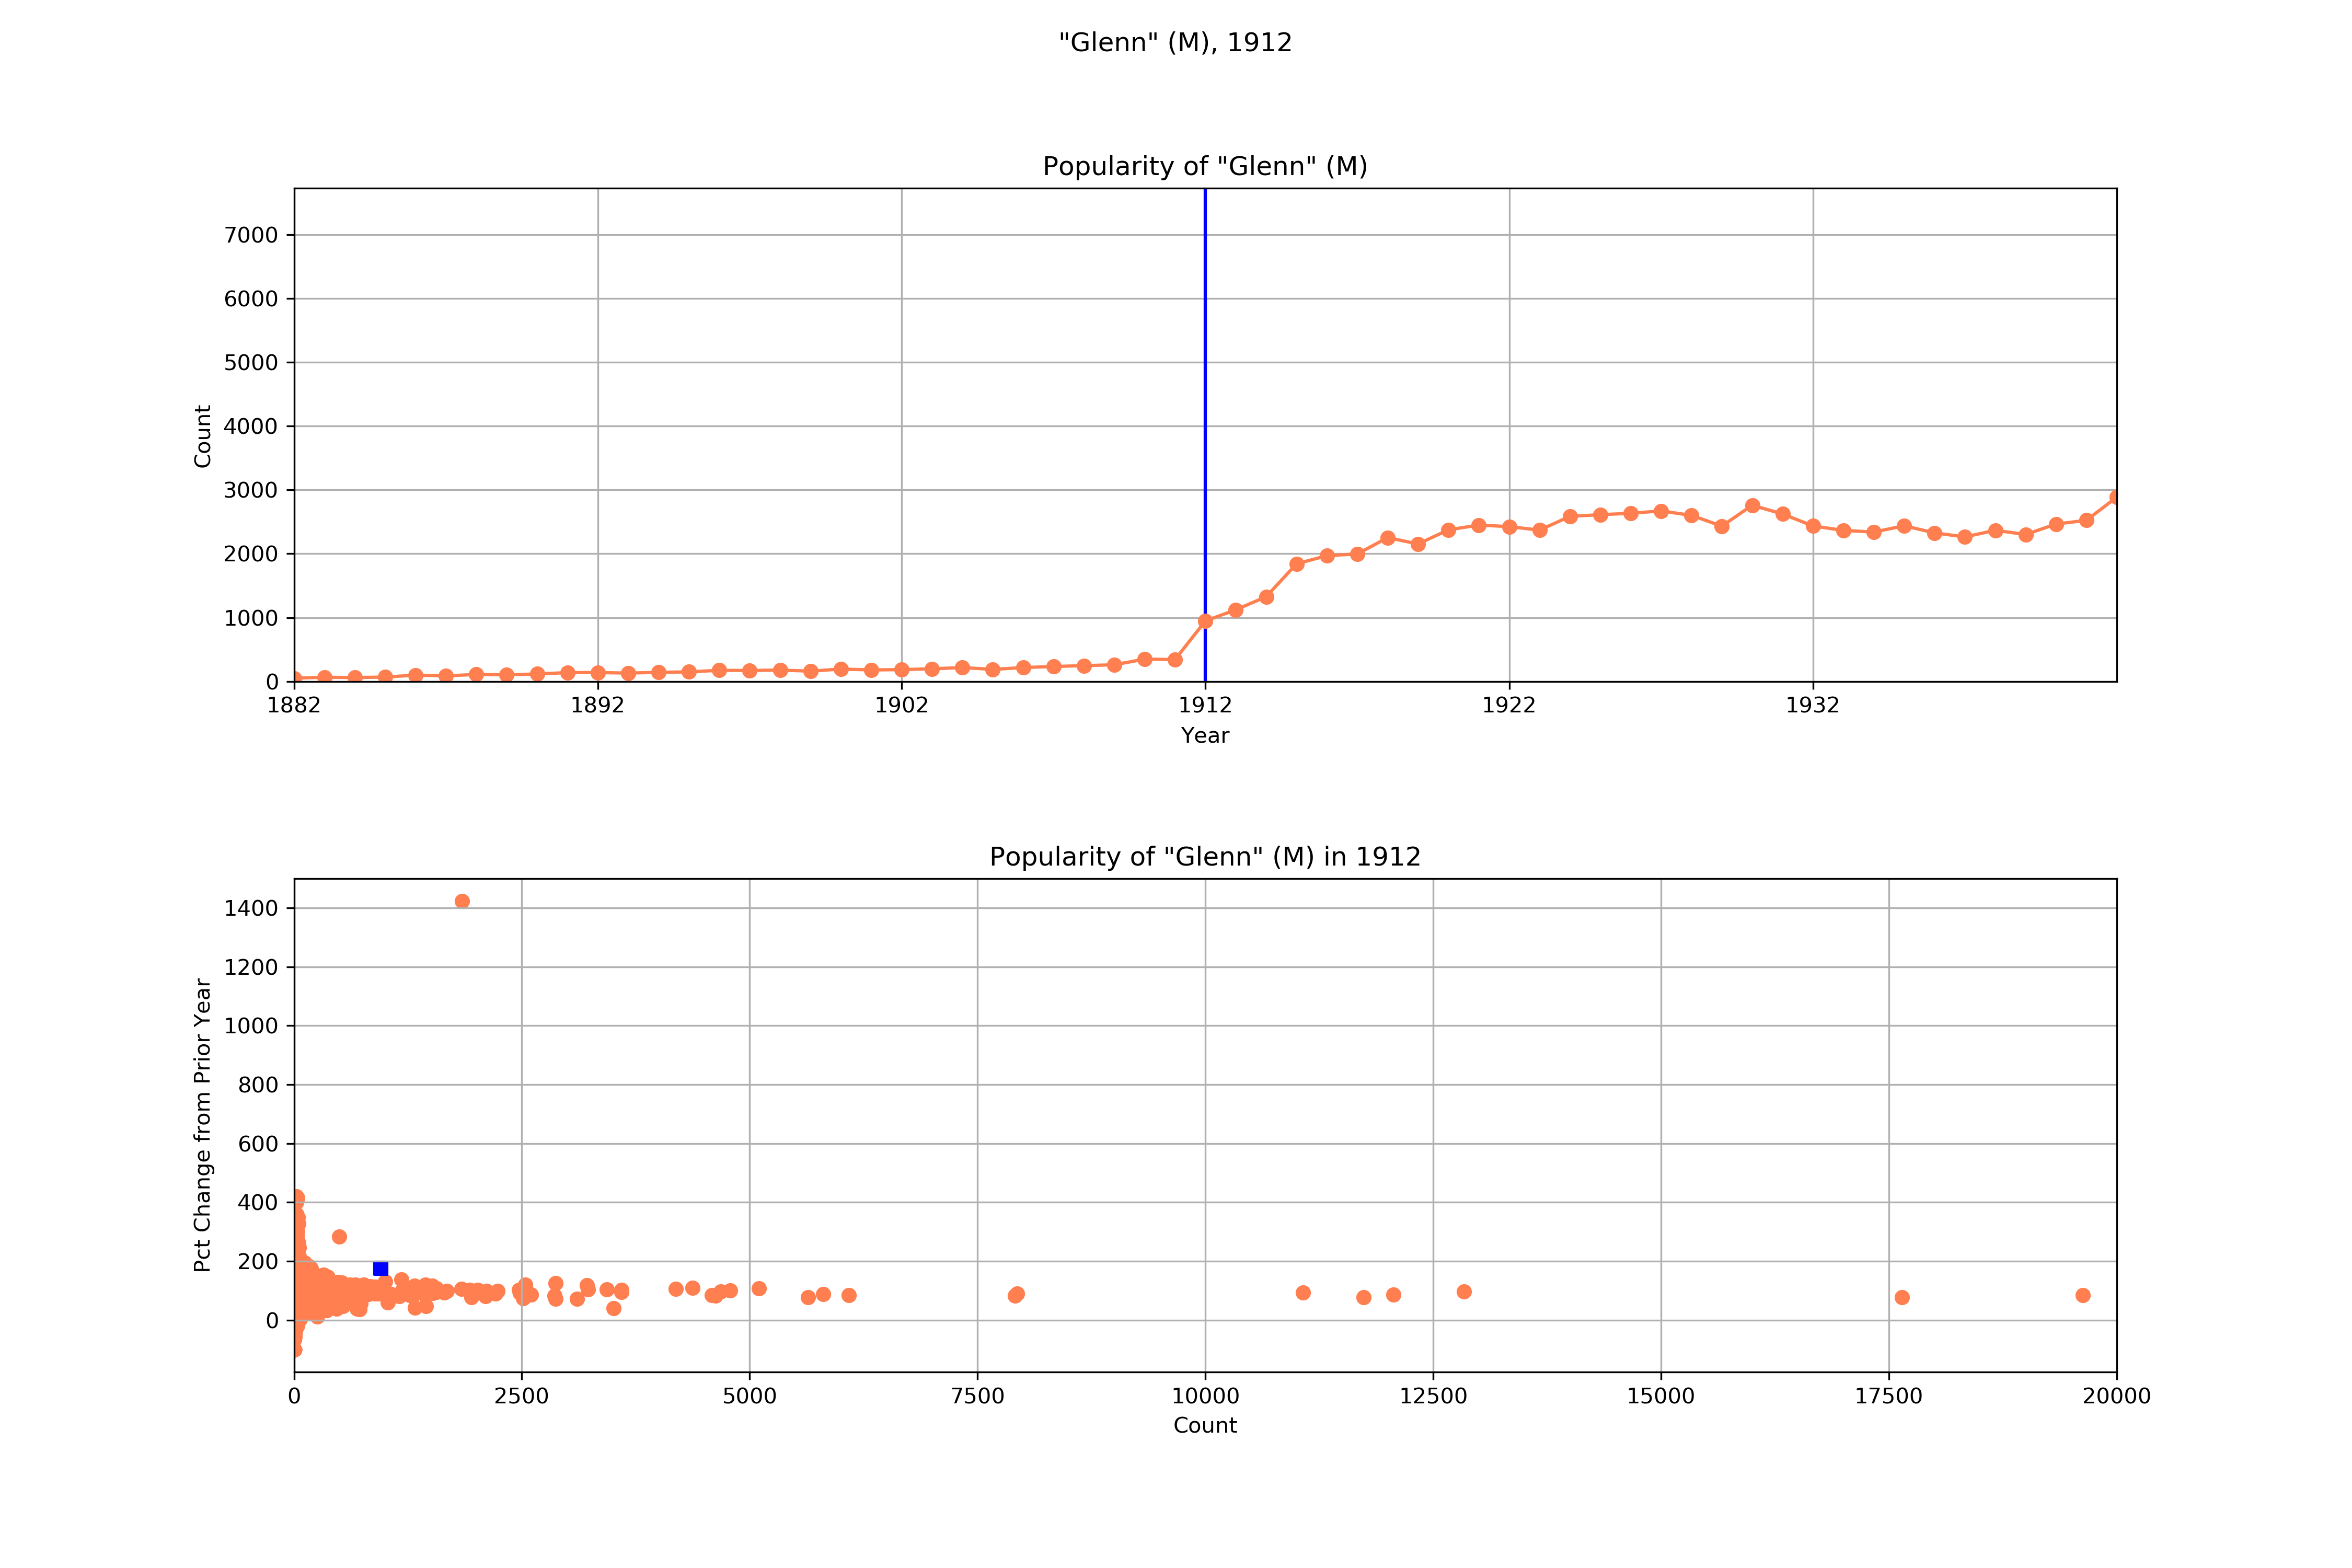 "Glenn" (M), 1912
Popularity of "Glenn" (M)
7000
6000
5000
4000
3000
2000
1000
0
Count
1882 1892 1902 1912 1922 1932
Year
Popularity of "Glenn" (M) in 1912
1400
1200
1000
800
600
400
200
0
Pct Change from Prior Year
0 2500 5000 7500 10000 12500 15000 17500 20000
Count